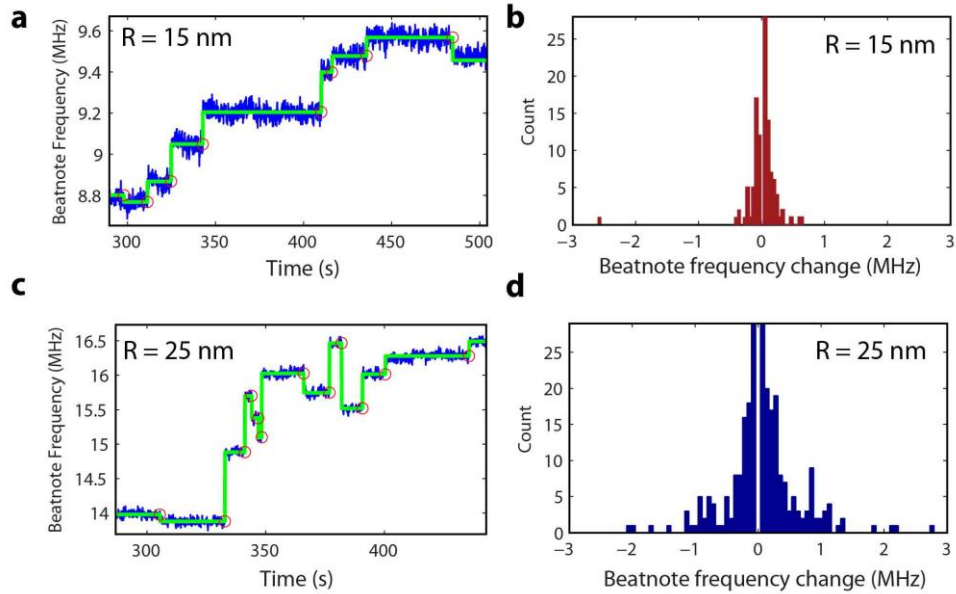 a
R = 15 nm
Beatnote Frequency (MHz)
9.6
9.4
9.2
9
8.8
300
350
400
450
500
Time (s)
b
R = 15 nm
Count
25
20
15
10
5
0
−3
−2
−1
0
1
2
3
Beatnote frequency change (MHz)
c
R = 25 nm
Beatnote Frequency (MHz)
16.5
16
15.5
15
14.5
14
300
350
400
Time (s)
d
R = 25 nm
Count
25
20
15
10
5
0
−3
−2
−1
0
1
2
3
Beatnote frequency change (MHz)